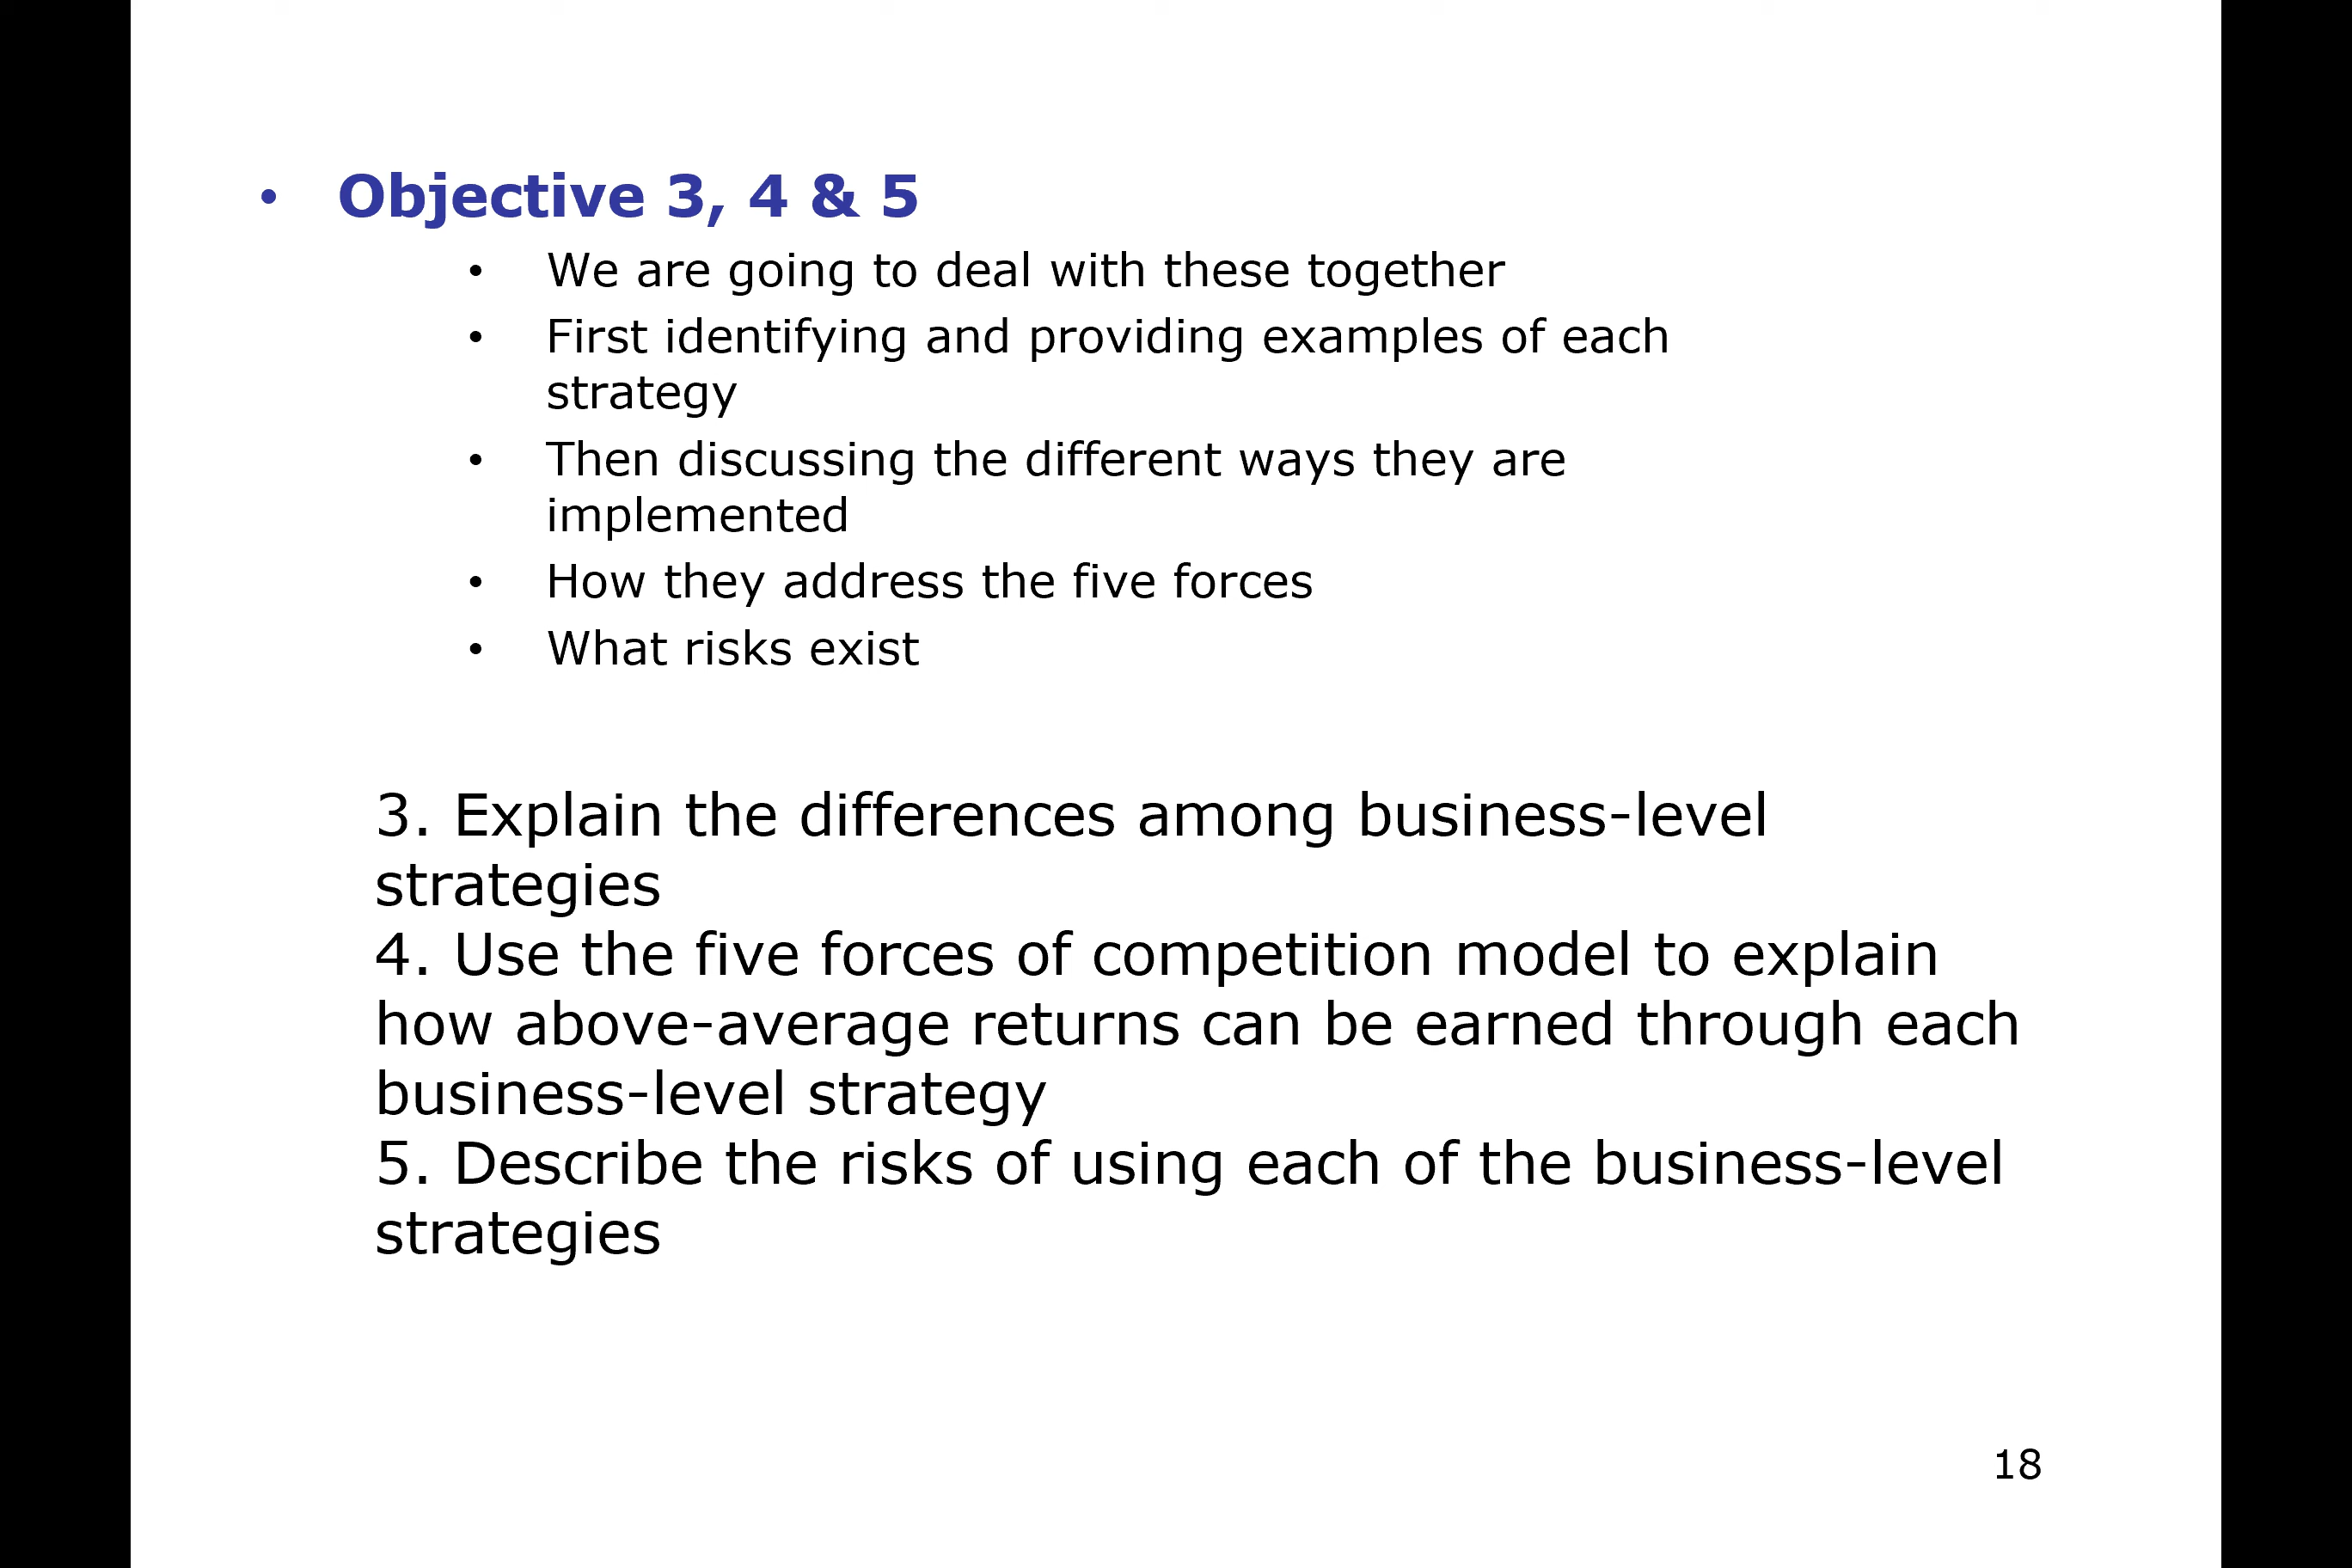 • Objective 3, 4 & 5
• We are going to deal with these together
• First identifying and providing examples of each
strategy
• Then discussing the different ways they are
implemented
• How they address the five forces
• What risks exist
3. Explain the differences among business-level
strategies
4. Use the five forces of competition model to explain
how above-average returns can be earned through each
business-level strategy
5. Describe the risks of using each of the business-level
strategies
18